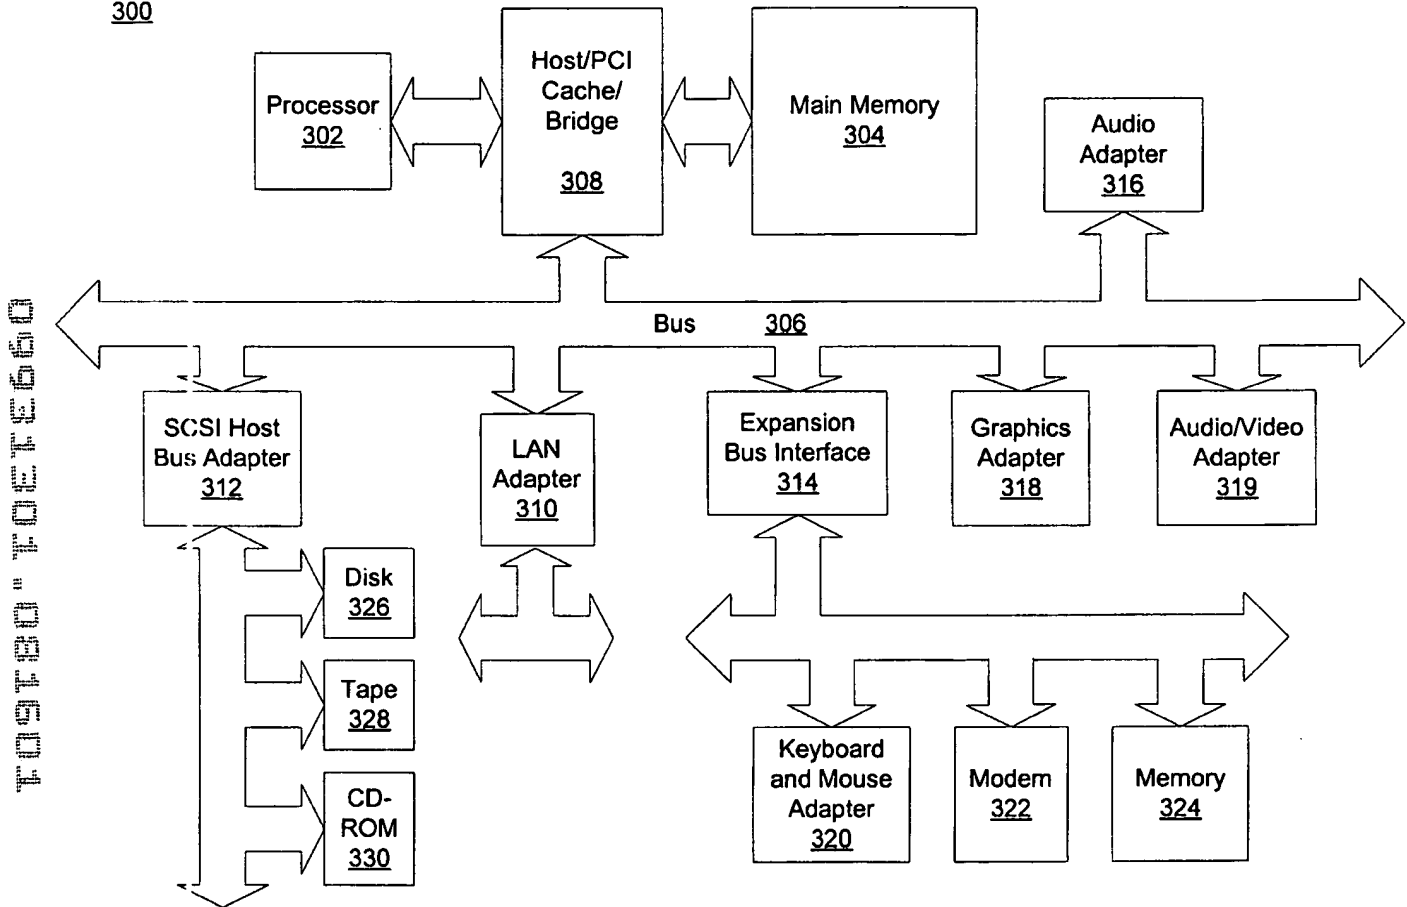 300
Processor
302
Host/PCI
Cache/
Bridge
308
Main Memory
304
Audio
Adapter
316
Bus 306
SCSI Host
Bus Adapter
312
LAN
Adapter
310
Expansion
Bus Interface
314
Graphics
Adapter
318
Audio/Video
Adapter
319
Disk
326
Tape
328
CD-
ROM
330
Keyboard
and Mouse
Adapter
320
Modem
322
Memory
324
09931301.081601